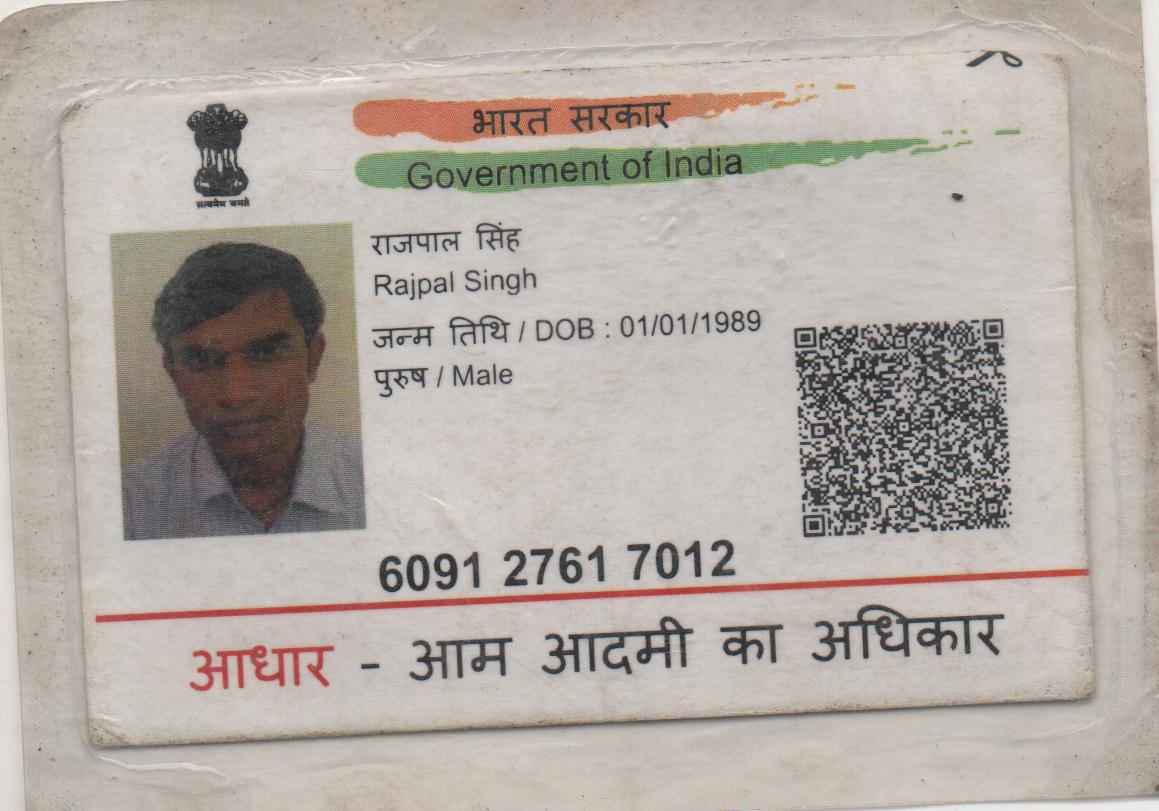 भारत सरकार
Government of India
सत्यमेव जयते
राजपाल सिंह
Rajpal Singh
जन्म तिथि / DOB : 01/01/1989
पुरुष / Male
6091 2761 7012
आधार - आम आदमी का अधिकार